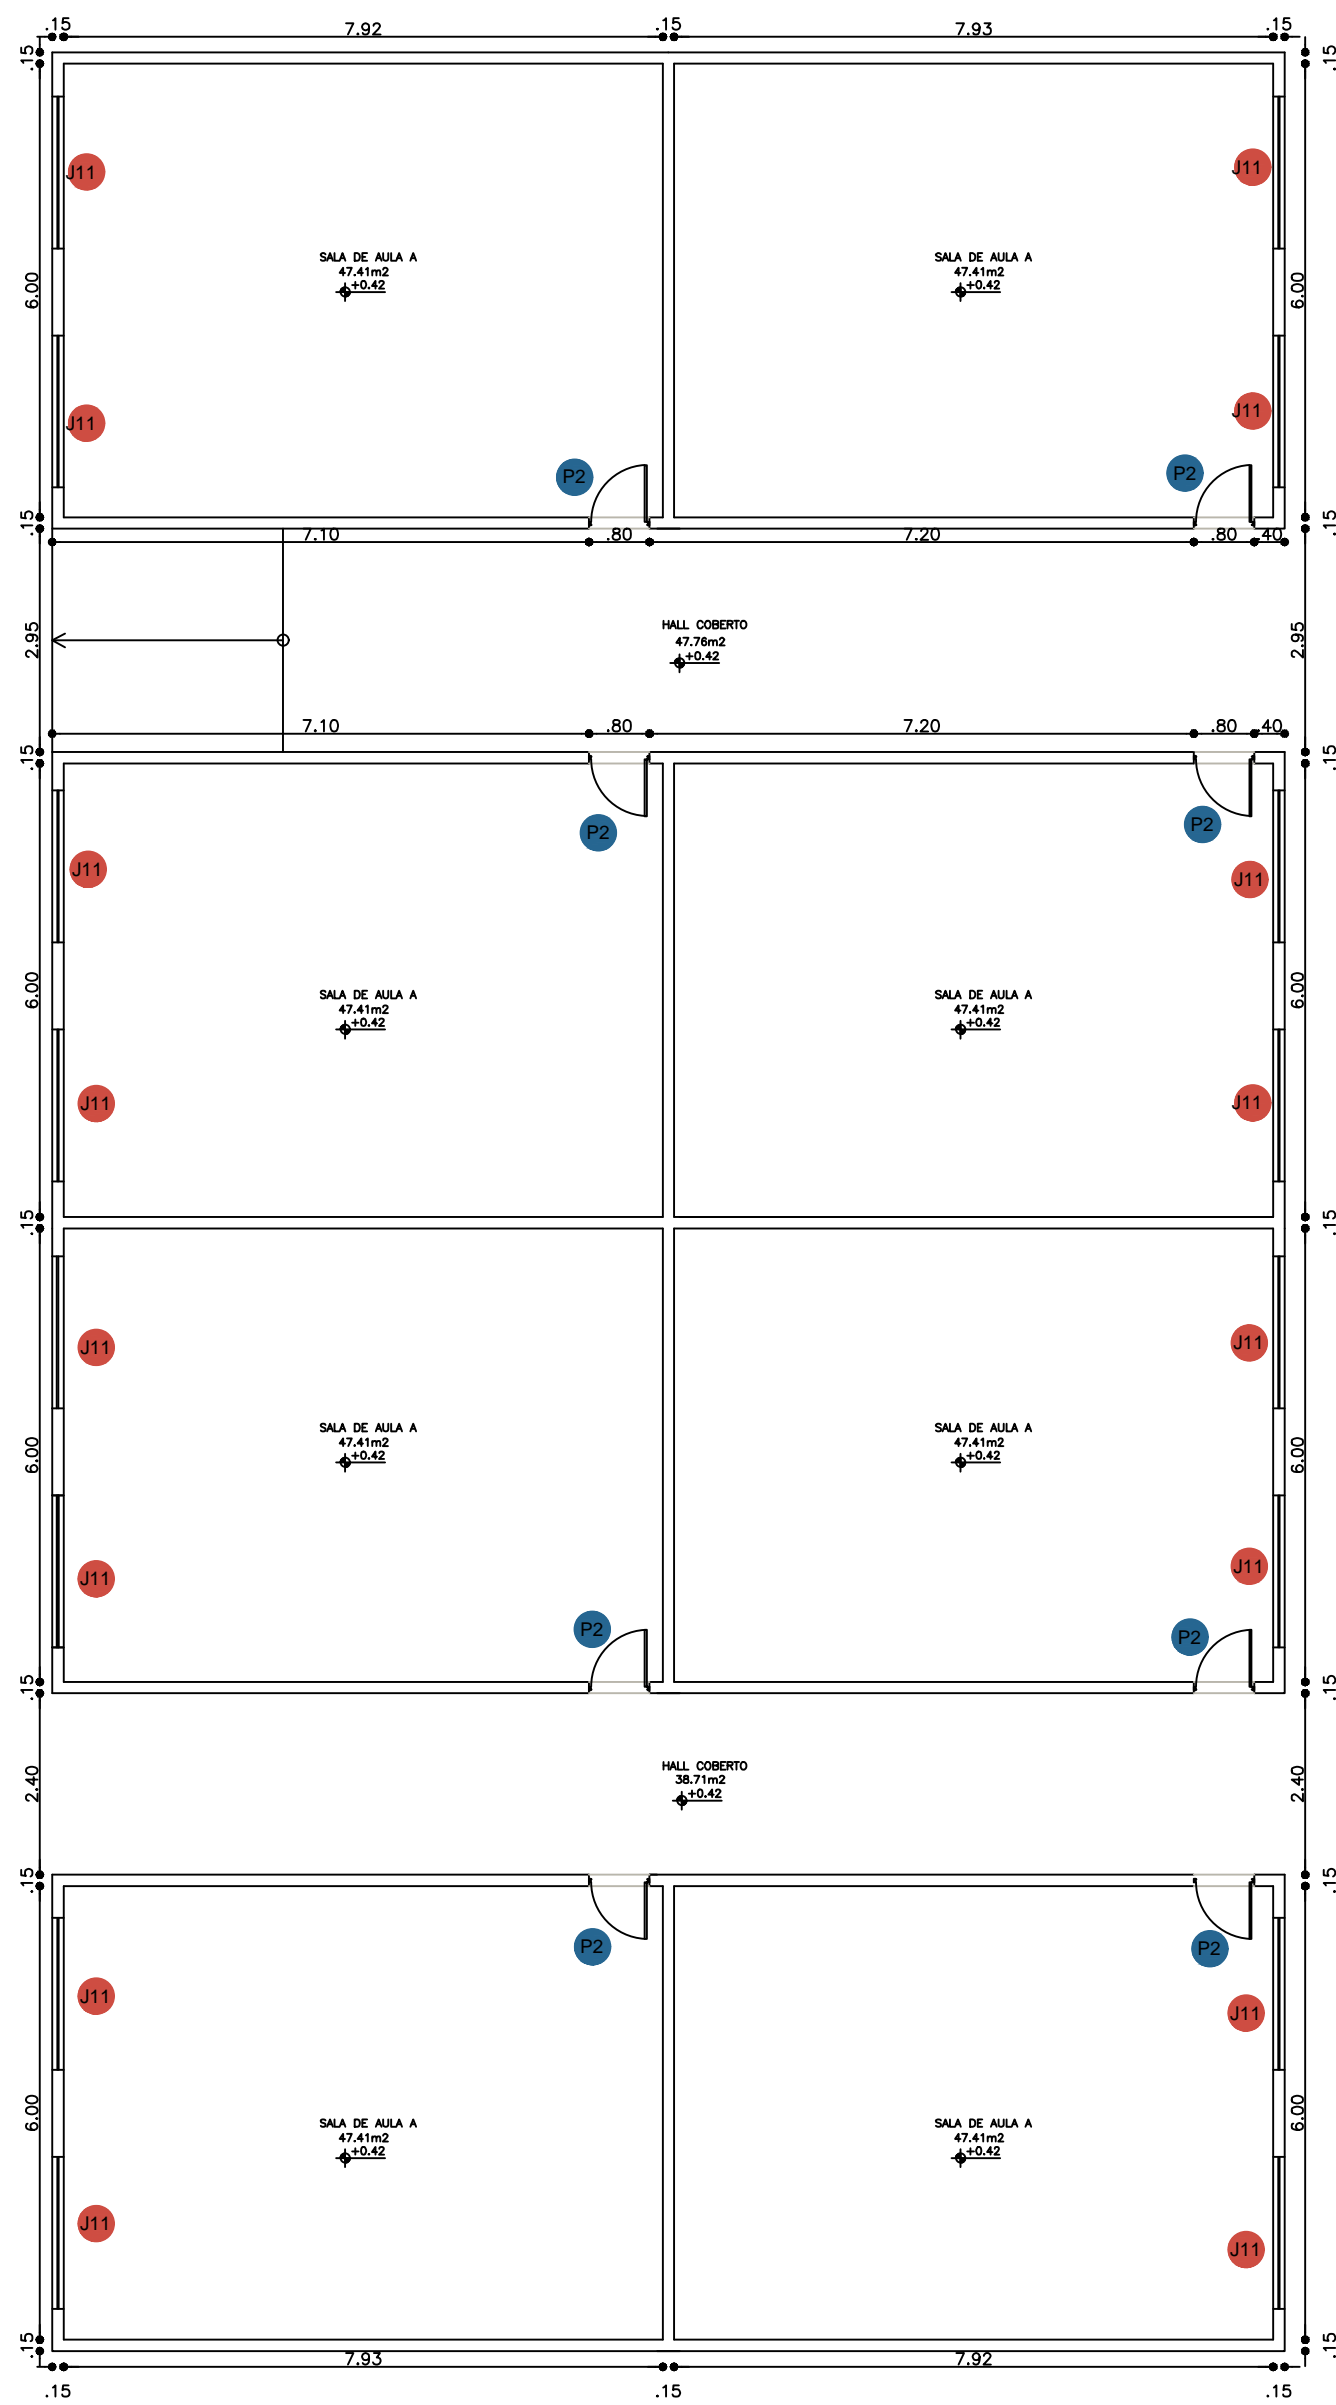 .15 7.92 .15 7.93 .15
.15 .15
J11 J11
SALA DE AULA A SALA DE AULA A
47.41m2 47.41m2
+0.42 +0.42
6.00 6.00
J11 J11
P2 P2
.15 .15
7.10 .80 7.20 .80 .40
HALL COBERTO
47.76m2
+0.42
2.95 2.95
7.10 .80 7.20 .80 .40
.15 .15
P2 P2
J11 J11
SALA DE AULA A SALA DE AULA A
47.41m2 47.41m2
+0.42 +0.42
6.00 6.00
J11 J11
.15 .15
J11 J11
SALA DE AULA A SALA DE AULA A
47.41m2 47.41m2
+0.42 +0.42
6.00 6.00
J11 J11
P2 P2
.15 .15
HALL COBERTO
38.71m2
+0.42
2.40 2.40
.15 .15
P2 P2
J11 J11
SALA DE AULA A SALA DE AULA A
47.41m2 47.41m2
+0.42 +0.42
6.00 6.00
J11 J11
.15 .15
7.93 7.92
.15 .15 .15